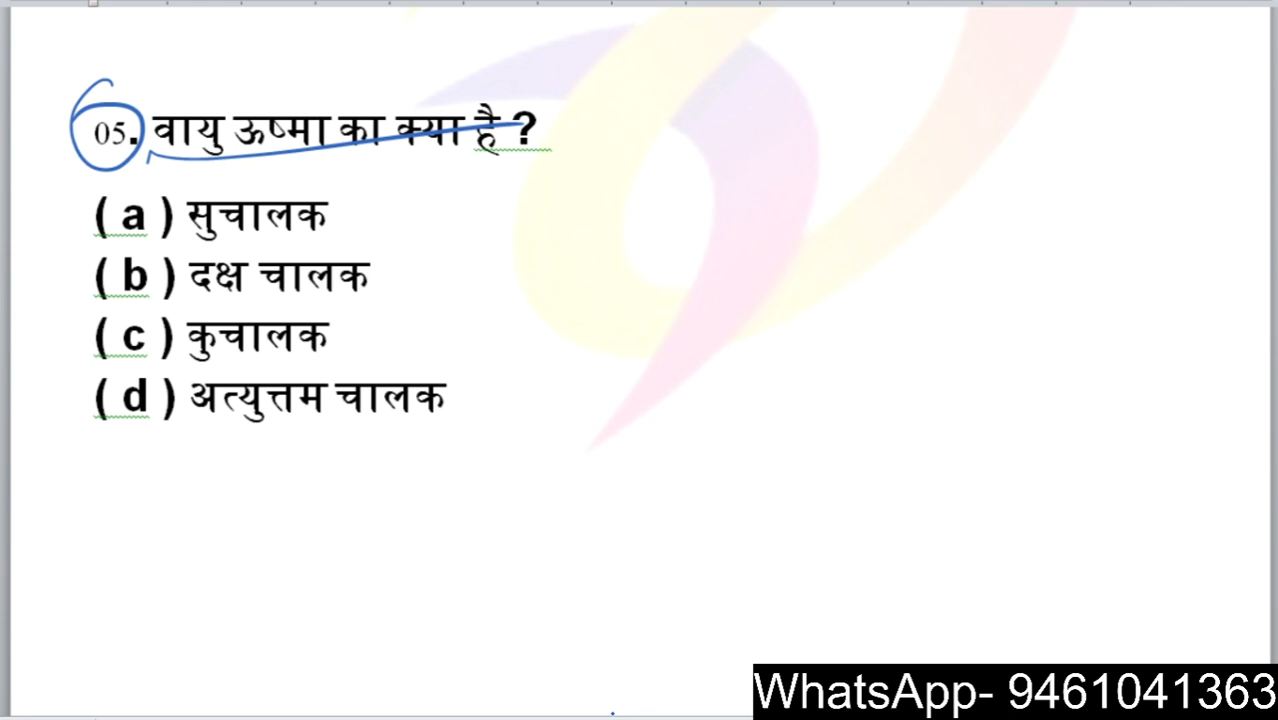 05. वायु ऊष्मा का क्या है ?
( a ) सुचालक
( b ) दक्ष चालक
( c ) कुचालक
( d ) अत्युत्तम चालक
WhatsApp- 9461041363